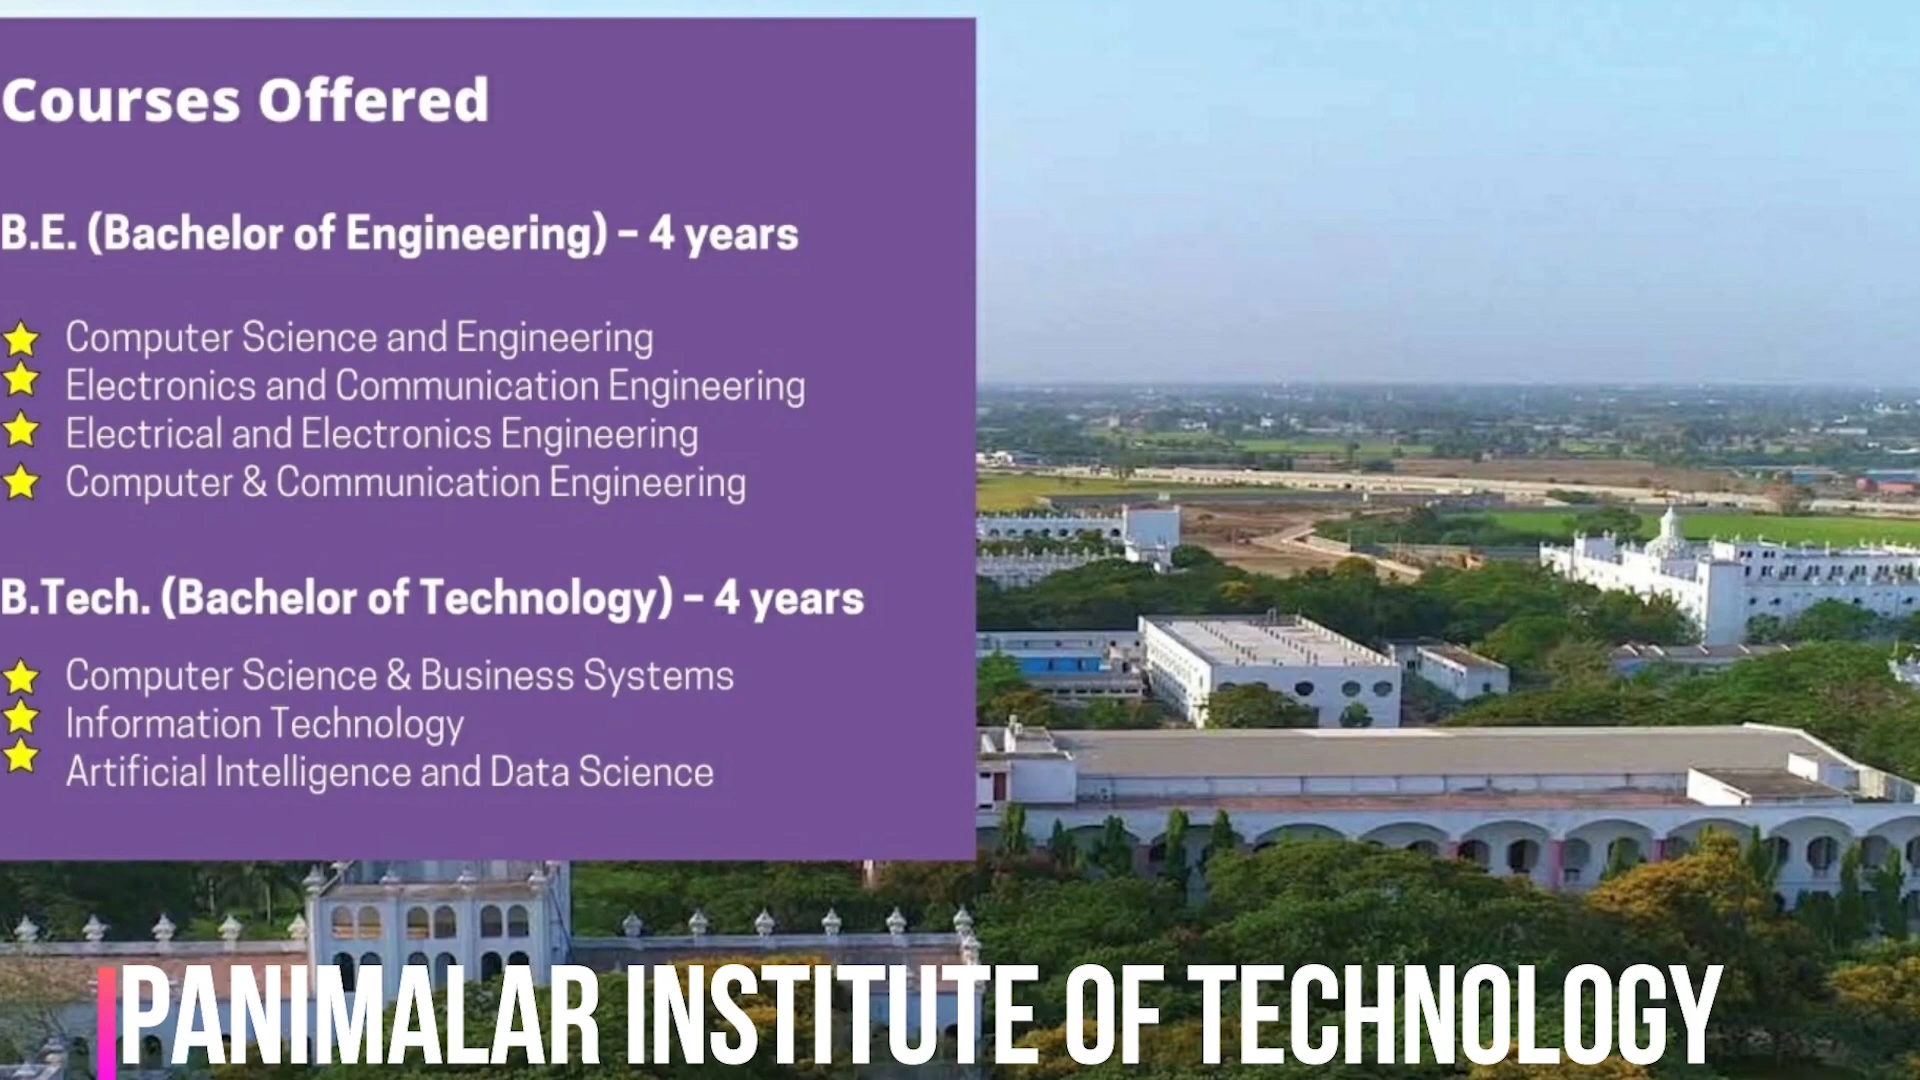 Courses Offered
B.E. (Bachelor of Engineering) – 4 years
Computer Science and Engineering
Electronics and Communication Engineering
Electrical and Electronics Engineering
Computer & Communication Engineering
B.Tech. (Bachelor of Technology) – 4 years
Computer Science & Business Systems
Information Technology
Artificial Intelligence and Data Science
PANIMALAR INSTITUTE OF TECHNOLOGY